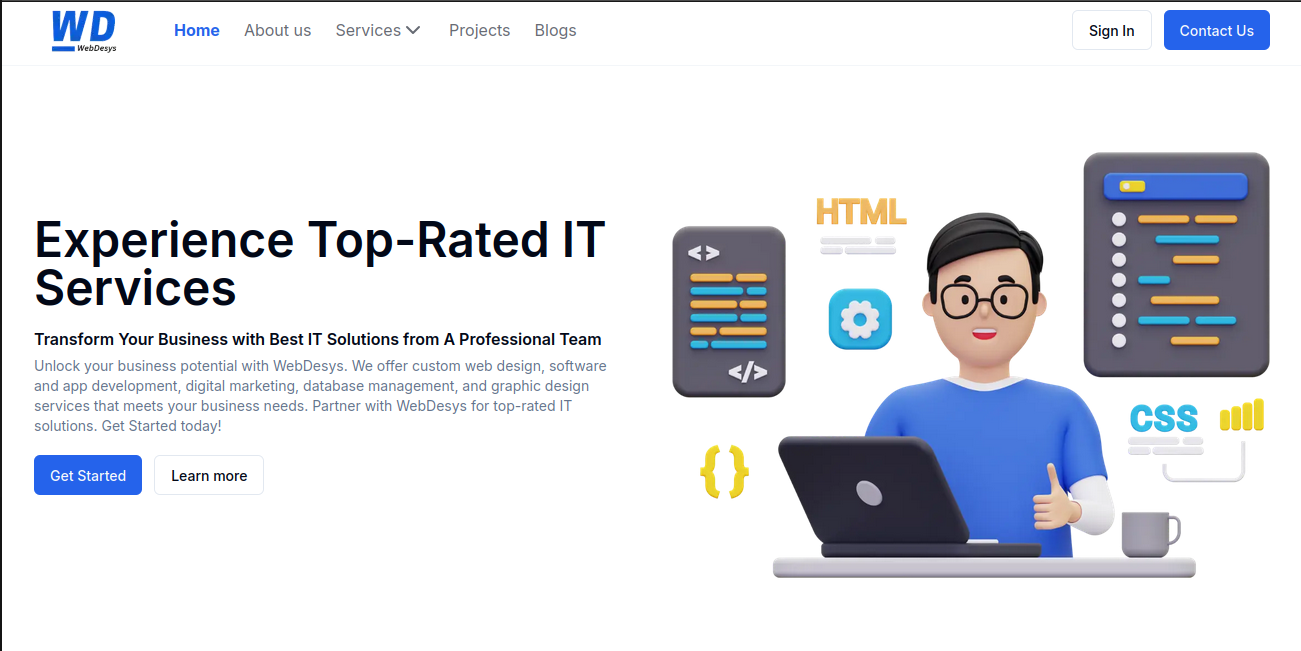 WD
WebDesys
Home
About us
Services
Projects
Blogs
Sign In
Contact Us
Experience Top-Rated IT
Services
Transform Your Business with Best IT Solutions from A Professional Team
Unlock your business potential with WebDesys. We offer custom web design, software
and app development, digital marketing, database management, and graphic design
services that meets your business needs. Partner with WebDesys for top-rated IT
solutions. Get Started today!
Get Started
Learn more
< >
</>
HTML
{ }
CSS